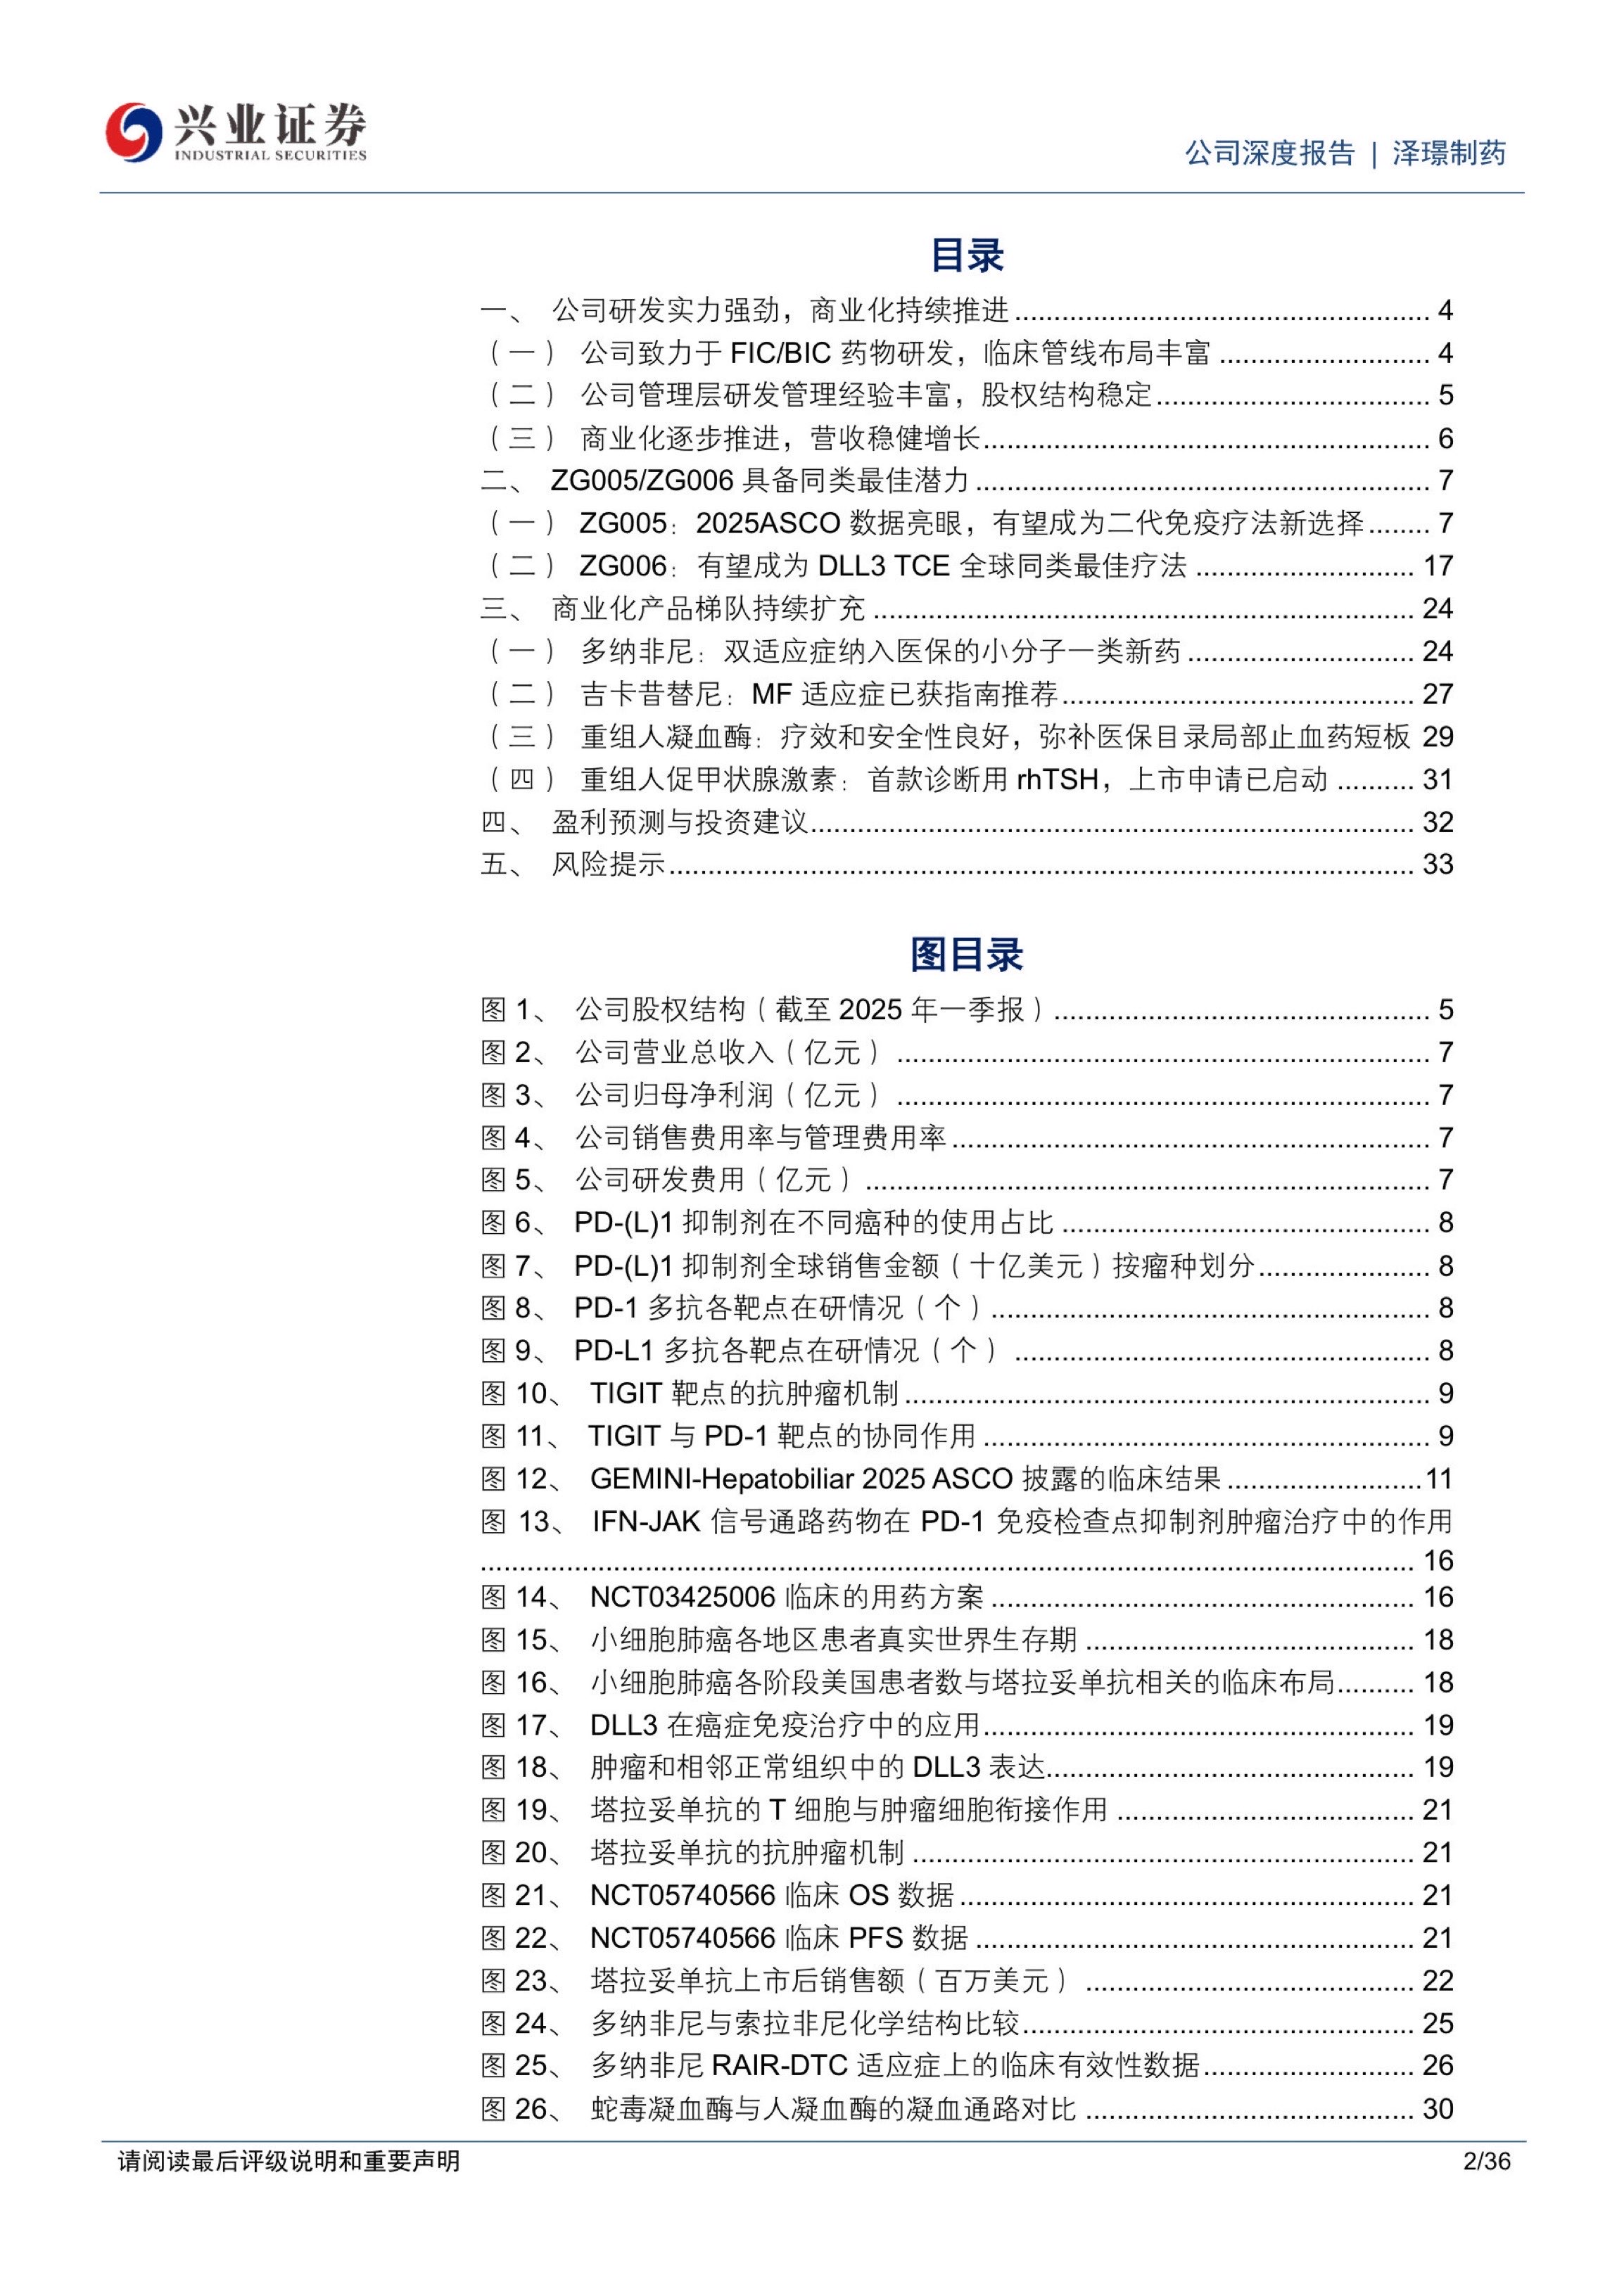 兴业证券
INDUSTRIAL SECURITIES
公司深度报告 | 泽璟制药
目录
一、 公司研发实力强劲，商业化持续推进........ 4
（一） 公司致力于 FIC/BIC 药物研发，临床管线布局丰富........ 4
（二） 公司管理层研发管理经验丰富，股权结构稳定........ 5
（三） 商业化逐步推进，营收稳健增长........ 6
二、 ZG005/ZG006 具备同类最佳潜力........ 7
（一） ZG005：2025ASCO 数据亮眼，有望成为二代免疫疗法新选择........ 7
（二） ZG006：有望成为 DLL3 TCE 全球同类最佳疗法........ 17
三、 商业化产品梯队持续扩充........ 24
（一） 多纳非尼：双适应症纳入医保的小分子一类新药........ 24
（二） 吉卡昔替尼：MF 适应症已获指南推荐........ 27
（三） 重组人凝血酶：疗效和安全性良好，弥补医保目录局部止血药短板 29
（四） 重组人促甲状腺激素：首款诊断用 rhTSH，上市申请已启动........ 31
四、 盈利预测与投资建议........ 32
五、 风险提示........ 33
图目录
图 1、 公司股权结构（截至 2025 年一季报）........ 5
图 2、 公司营业总收入（亿元）........ 7
图 3、 公司归母净利润（亿元）........ 7
图 4、 公司销售费用率与管理费用率........ 7
图 5、 公司研发费用（亿元）........ 7
图 6、 PD-(L)1 抑制剂在不同癌种的使用占比........ 8
图 7、 PD-(L)1 抑制剂全球销售金额（十亿美元）按瘤种划分........ 8
图 8、 PD-1 多抗各靶点在研情况（个）........ 8
图 9、 PD-L1 多抗各靶点在研情况（个）........ 8
图 10、 TIGIT 靶点的抗肿瘤机制........ 9
图 11、 TIGIT 与 PD-1 靶点的协同作用........ 9
图 12、 GEMINI-Hepatobiliar 2025 ASCO 披露的临床结果........ 11
图 13、 IFN-JAK 信号通路药物在 PD-1 免疫检查点抑制剂肿瘤治疗中的作用
........ 16
图 14、 NCT03425006 临床的用药方案........ 16
图 15、 小细胞肺癌各地区患者真实世界生存期........ 18
图 16、 小细胞肺癌各阶段美国患者数与塔拉妥单抗相关的临床布局........ 18
图 17、 DLL3 在癌症免疫治疗中的应用........ 19
图 18、 肿瘤和相邻正常组织中的 DLL3 表达........ 19
图 19、 塔拉妥单抗的 T 细胞与肿瘤细胞衔接作用........ 21
图 20、 塔拉妥单抗的抗肿瘤机制........ 21
图 21、 NCT05740566 临床 OS 数据........ 21
图 22、 NCT05740566 临床 PFS 数据........ 21
图 23、 塔拉妥单抗上市后销售额（百万美元）........ 22
图 24、 多纳非尼与索拉非尼化学结构比较........ 25
图 25、 多纳非尼 RAIR-DTC 适应症上的临床有效性数据........ 26
图 26、 蛇毒凝血酶与人凝血酶的凝血通路对比........ 30
请阅读最后评级说明和重要声明
2/36